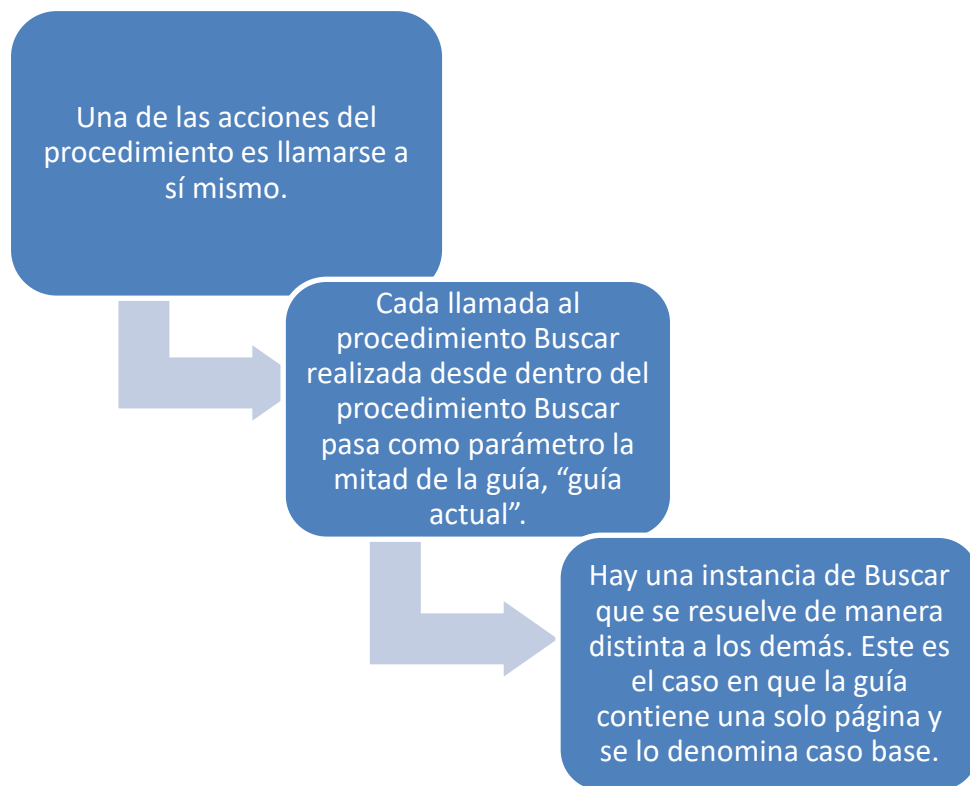 Una de las acciones del
procedimiento es llamarse a
sí mismo.
Cada llamada al
procedimiento Buscar
realizada desde dentro del
procedimiento Buscar
pasa como parámetro la
mitad de la guía, “guía
actual”.
Hay una instancia de Buscar
que se resuelve de manera
distinta a los demás. Este es
el caso en que la guía
contiene una solo página y
se lo denomina caso base.